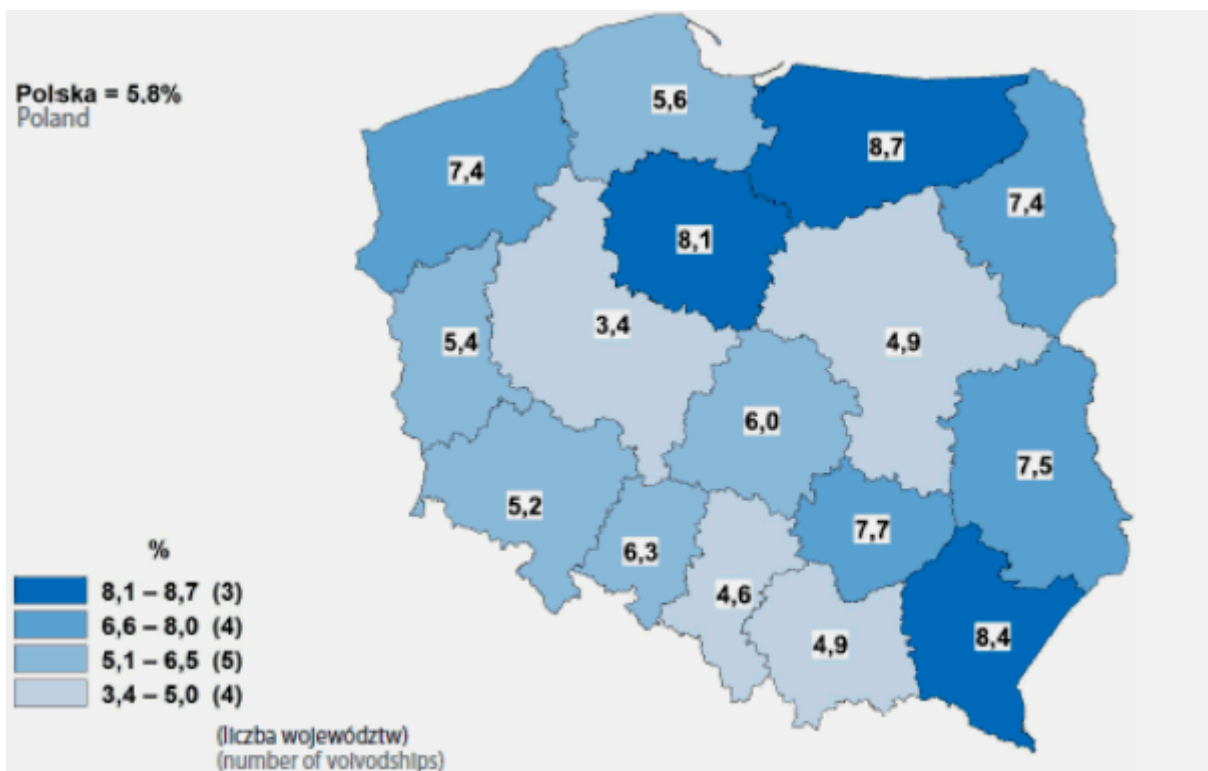 Polska = 5,8%
Poland
5,6
8,7
7,4
7,4
8,1
3,4
4,9
5,4
6,0
7,5
5,2
7,7
6,3
4,6
4,9
8,4
%
8,1 – 8,7 (3)
6,6 – 8,0 (4)
5,1 – 6,5 (5)
3,4 – 5,0 (4)
(liczba województw)
(number of voivodships)